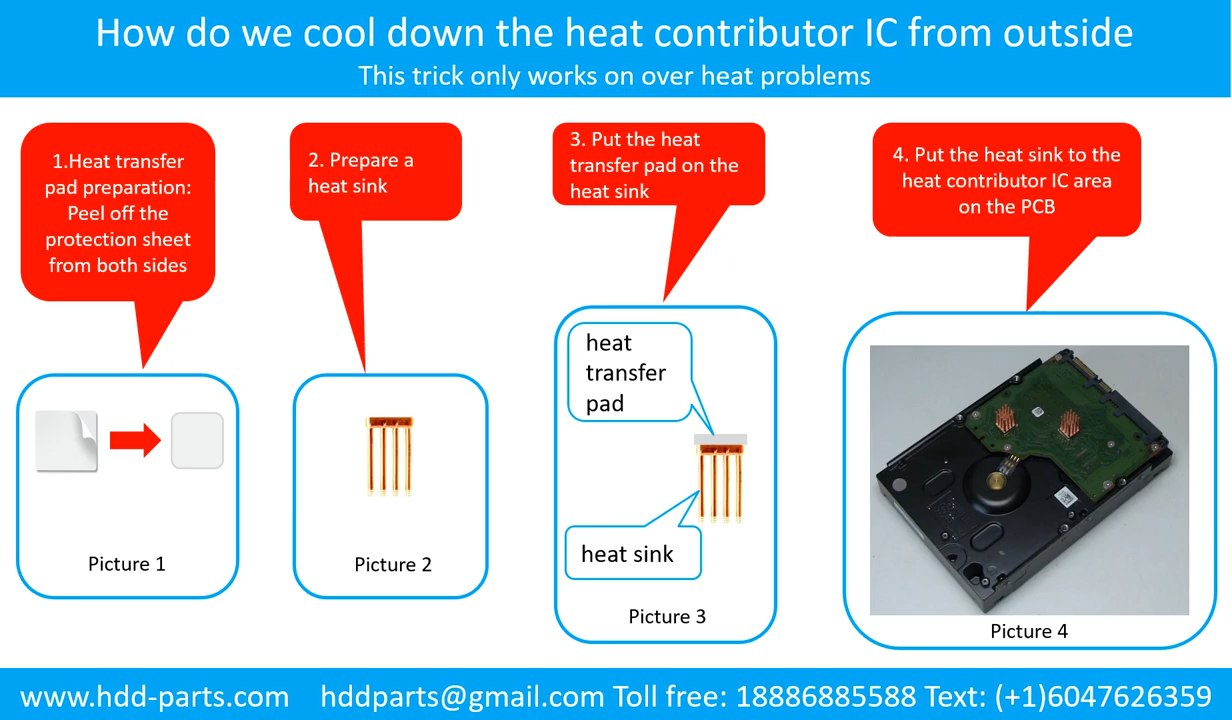 How do we cool down the heat contributor IC from outside
This trick only works on over heat problems
1.Heat transfer
pad preparation:
Peel off the
protection sheet
from both sides
2. Prepare a
heat sink
3. Put the heat
transfer pad on the
heat sink
4. Put the heat sink to the
heat contributor IC area
on the PCB
Picture 1
Picture 2
heat
transfer
pad
heat sink
Picture 3
Picture 4
www.hdd-parts.com hddparts@gmail.com Toll free: 18886885588 Text: (+1)6047626359